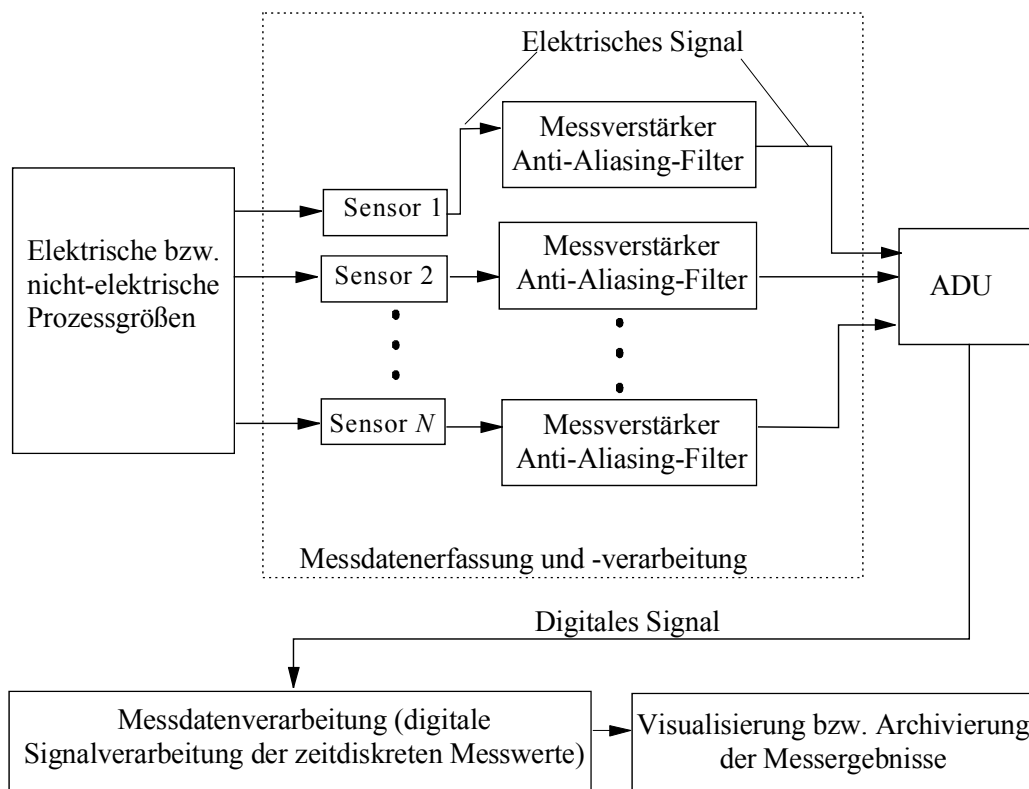 Elektrisches Signal
Messverstärker
Anti-Aliasing-Filter
Elektrische bzw.
nicht-elektrische
Prozessgrößen
Sensor 1
Sensor 2
Messverstärker
Anti-Aliasing-Filter
ADU
Sensor N
Messverstärker
Anti-Aliasing-Filter
Messdatenerfassung und -verarbeitung
Digitales Signal
Messdatenverarbeitung (digitale
Signalverarbeitung der zeitdiskreten Messwerte)
Visualisierung bzw. Archivierung
der Messergebnisse